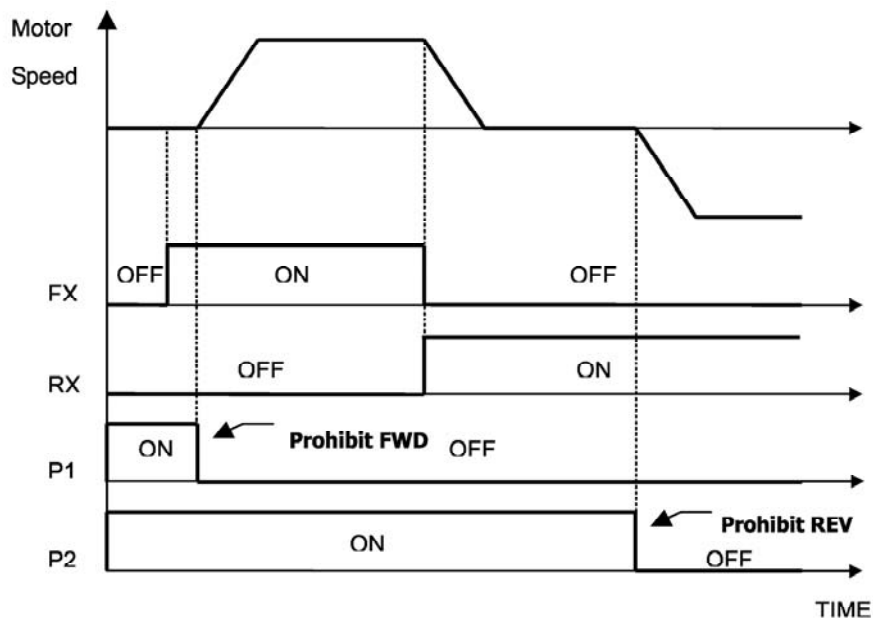 Motor
Speed
OFF
ON
OFF
FX
OFF
ON
RX
ON
Prohibit FWD
OFF
P1
ON
Prohibit REV
OFF
P2
TIME